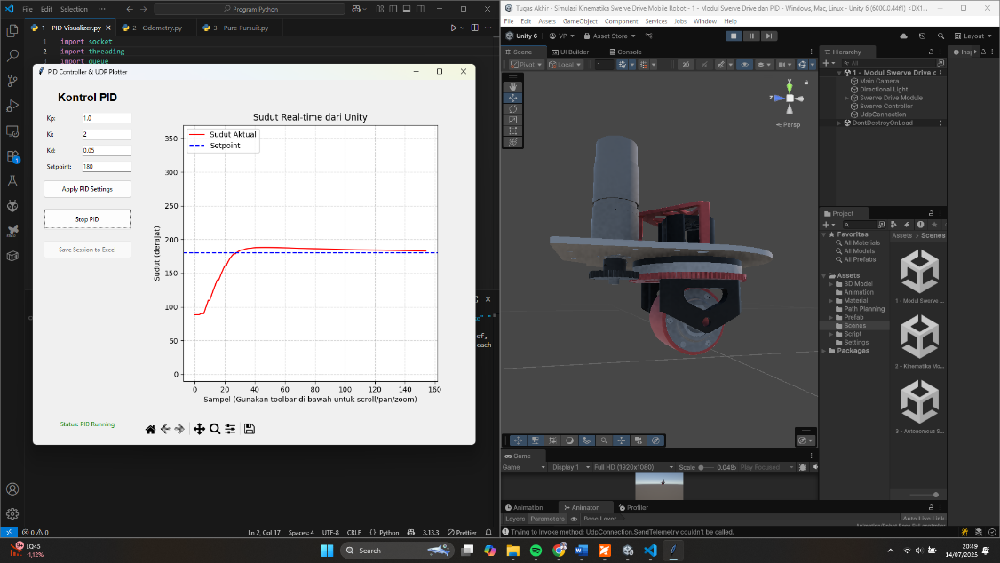 File Edit Selection ... Program Python
1 - PID Visualizer.py 2 - Odometry.py 3 - Pure Pursuit.py
1 import socket
2 import threading
3 import queue
PID Controller & UDP Plotter
Kontrol PID
Kp: 1.0
Ki: 2
Kd: 0.05
Setpoint: 180
Apply PID Settings
Stop PID
Save Session to Excel
Status: PID Running
Sudut Real-time dari Unity
Sudut Aktual
Setpoint
Sudut (derajat)
350
300
250
200
150
100
50
0
0 20 40 60 80 100 120 140 160
Sampel (Gunakan toolbar di bawah untuk scroll/pan/zoom)
of,
cach
0 0 Ln 2, Col 17 Spaces: 4 UTF-8 CRLF Python 3.13.3 Prettier
Tugas Akhir - Simulasi Kinematika Swerve Drive Mobile Robot - 1 - Modul Swerve Drive dan PID - Windows, Mac, Linux - Unity 6 (6000.0.44f1) <DX1
File Edit Assets GameObject Component Services Jobs Window Help
Unity 6 VP Asset Store Layout
Scene UI Builder Console
Pivot Local 1
y
z
Persp
Hierarchy
All
1 - Modul Swerve Drive d
Main Camera
Directional Light
Swerve Drive Module
Swerve Controller
UdpConnection
DontDestroyOnLoad
Insp
Project
Favorites
All Materials
All Models
All Prefabs
Assets
3D Model
Animation
Material
Path Planning
Prefab
Scenes
Script
Settings
Packages
Assets > Scenes
1 - Modul Swerve ...
2 - Kinematika Mo...
3 - Autonomous S...
Game
Game Display 1 Full HD (1920x1080) Scale 0.048x Play Focused
Animation Animator Profiler
Layers Parameters Base Layer Auto Live Link
Trying to invoke method: UdpConnection.SendTelemetry couldn't be called.
LQ45
-1,12%
Search
20:49
14/07/2025